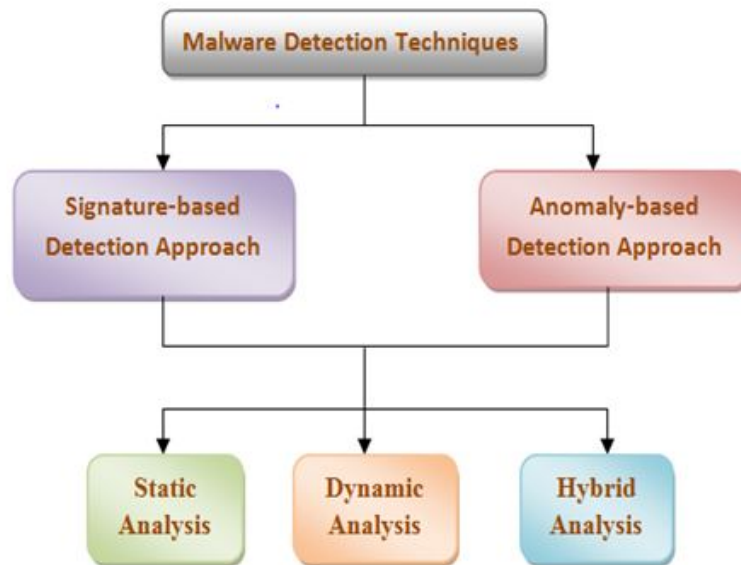 Malware Detection Techniques
Signature-based
Detection Approach
Anomaly-based
Detection Approach
Static
Analysis
Dynamic
Analysis
Hybrid
Analysis